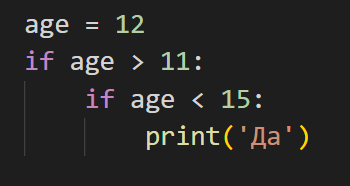 age = 12
if age > 11:
    if age < 15:
        print('Да')